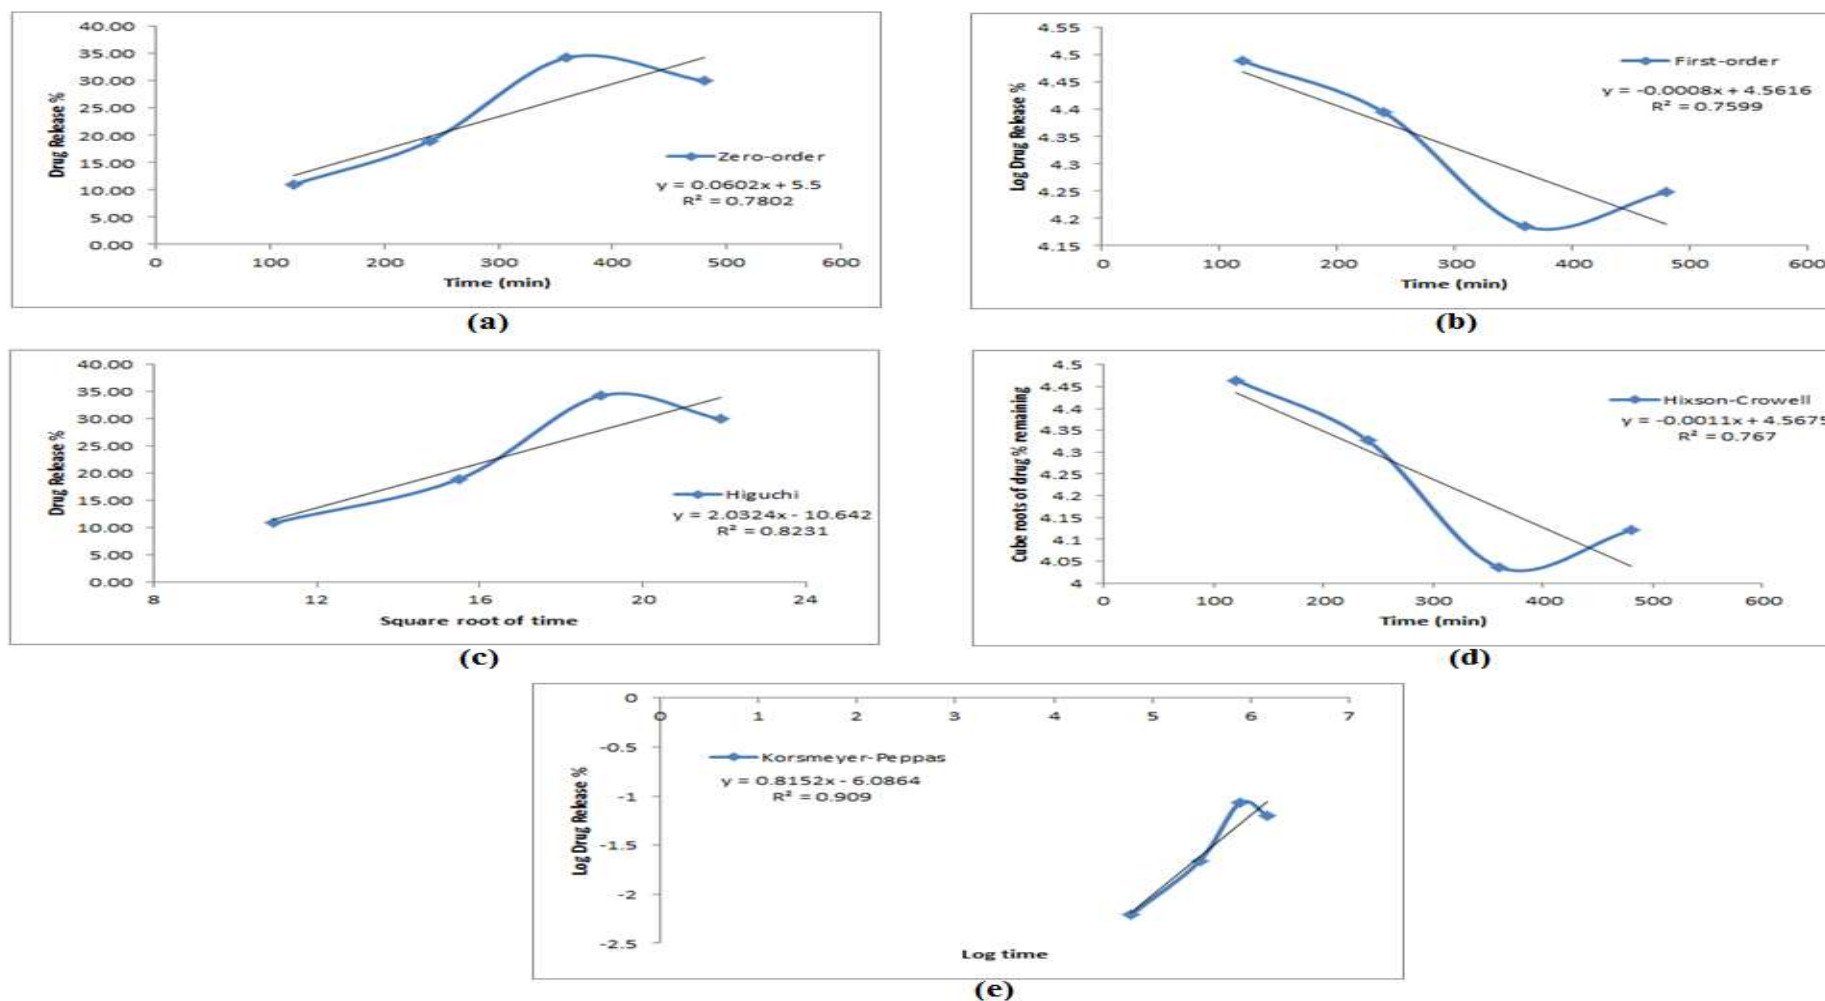 40.00
35.00
30.00
25.00
20.00
15.00
10.00
5.00
0.00
0 100 200 300 400 500 600
Drug Release %
Time (min)
Zero-order
y = 0.0602x + 5.5
R² = 0.7802
(a)
4.55
4.5
4.45
4.4
4.35
4.3
4.25
4.2
4.15
0 100 200 300 400 500 600
Log Drug Release %
Time (min)
First-order
y = -0.0008x + 4.5616
R² = 0.7599
(b)
40.00
35.00
30.00
25.00
20.00
15.00
10.00
5.00
0.00
8 12 16 20 24
Drug Release %
Square root of time
Higuchi
y = 2.0324x - 10.642
R² = 0.8231
(c)
4.5
4.45
4.4
4.35
4.3
4.25
4.2
4.15
4.1
4.05
4
0 100 200 300 400 500 600
Cube roots of drug % remaining
Time (min)
Hixson-Crowell
y = -0.0011x + 4.5675
R² = 0.767
(d)
0
-0.5
-1
-1.5
-2
-2.5
0 1 2 3 4 5 6 7
Log Drug Release %
Log time
Korsmeyer-Peppas
y = 0.8152x - 6.0864
R² = 0.909
(e)